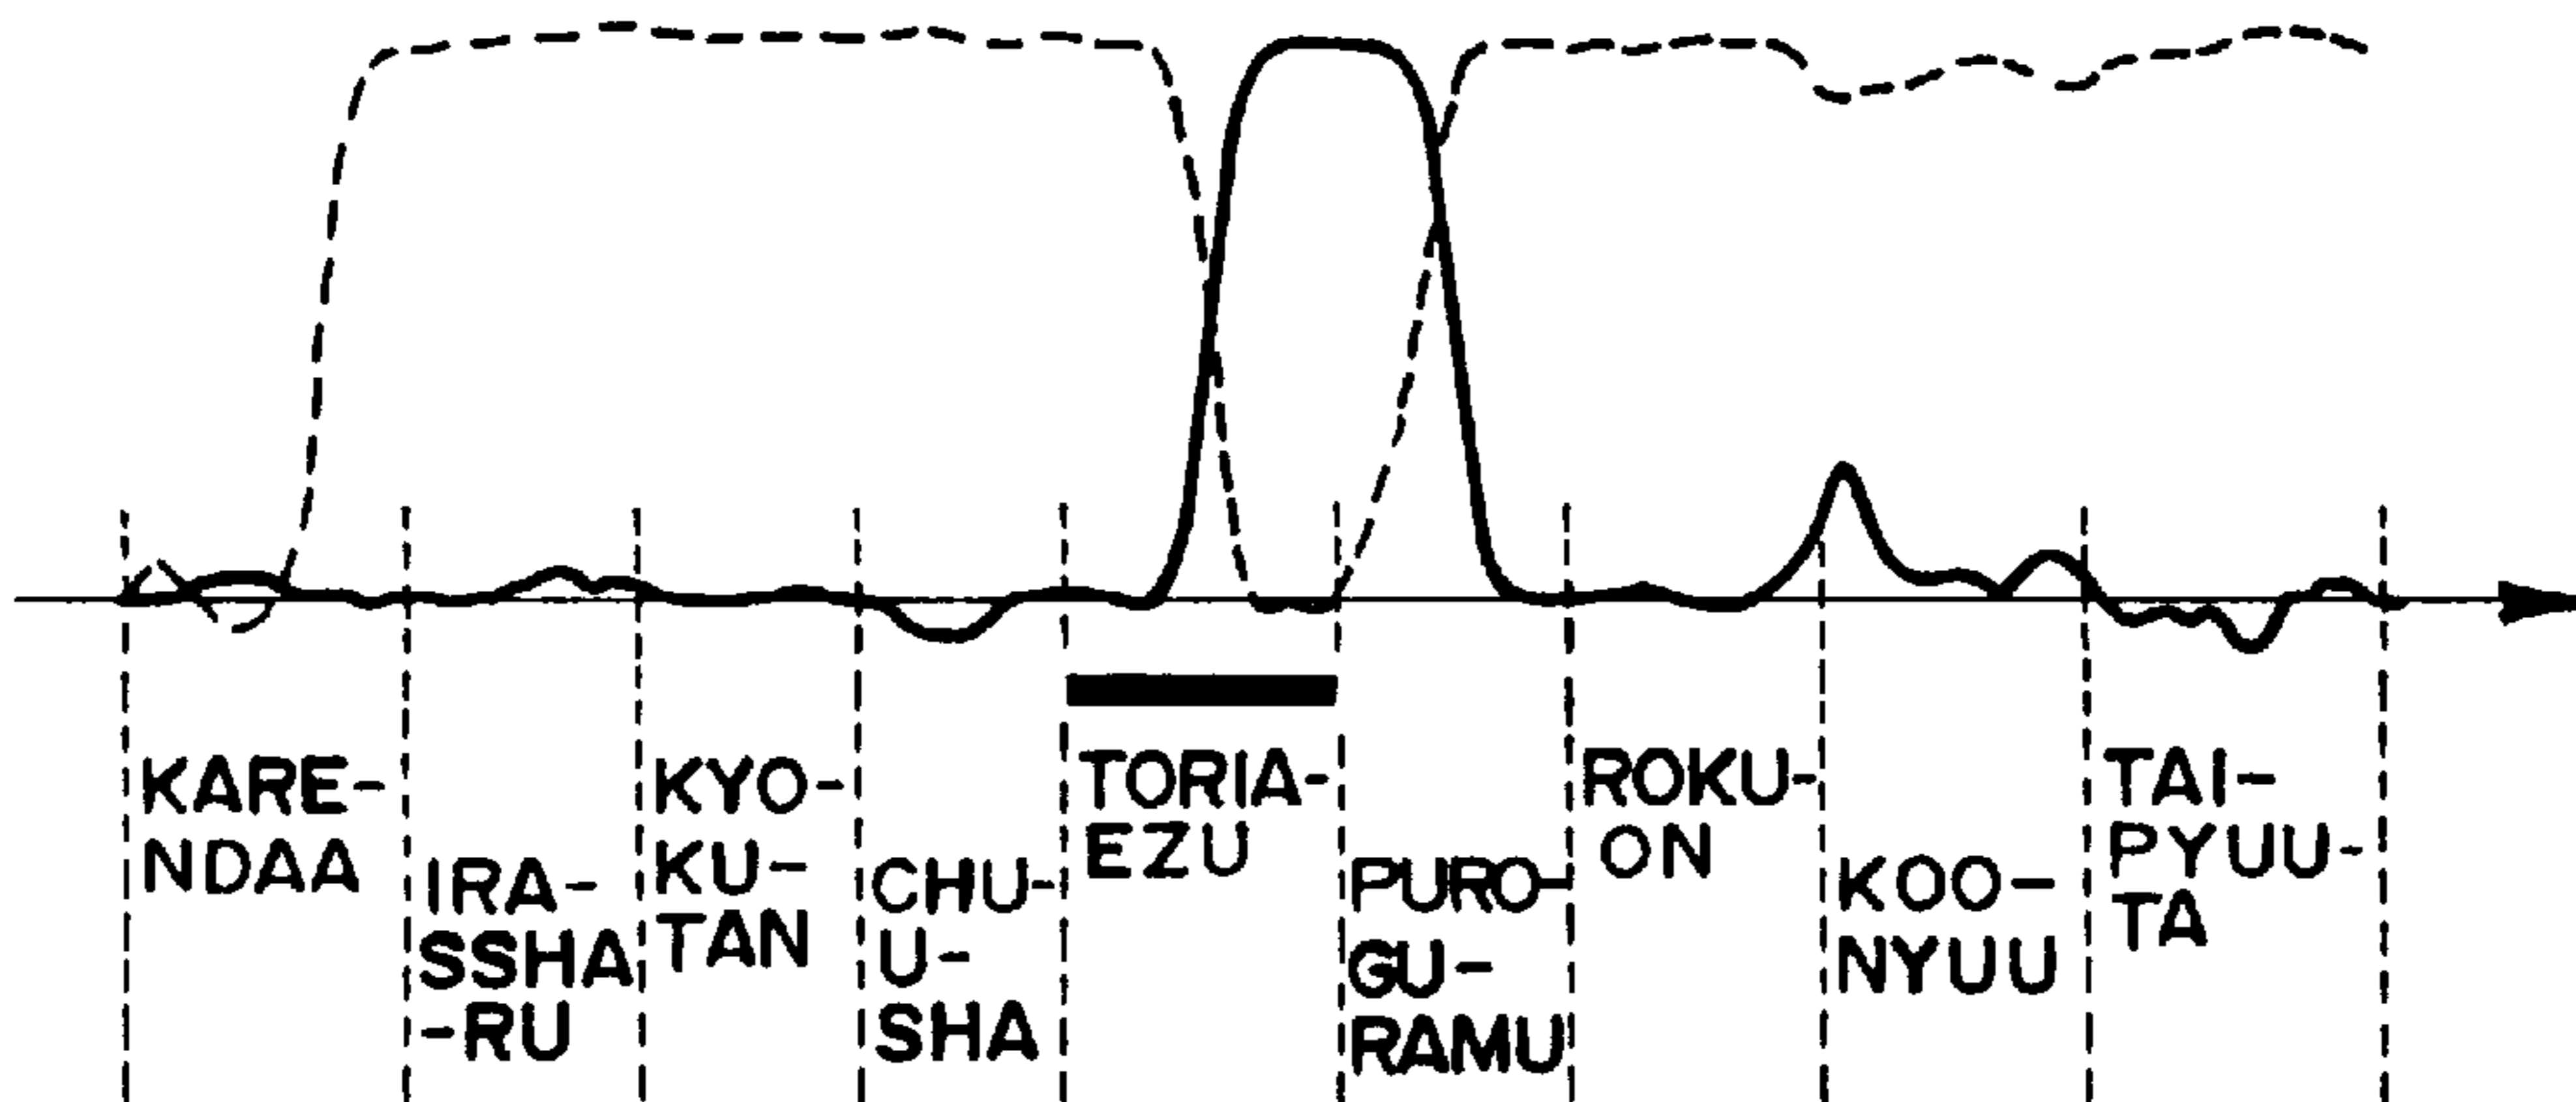 KARE-
NDAA
IRA-
SSHA
-RU
KYO-
KU-
TAN
CHU-
U-
SHA
TORIA-
EZU
PURO-
GU-
RAMU
ROKU-
ON
KOO-
NYUU
TAI-
PYUU-
TA